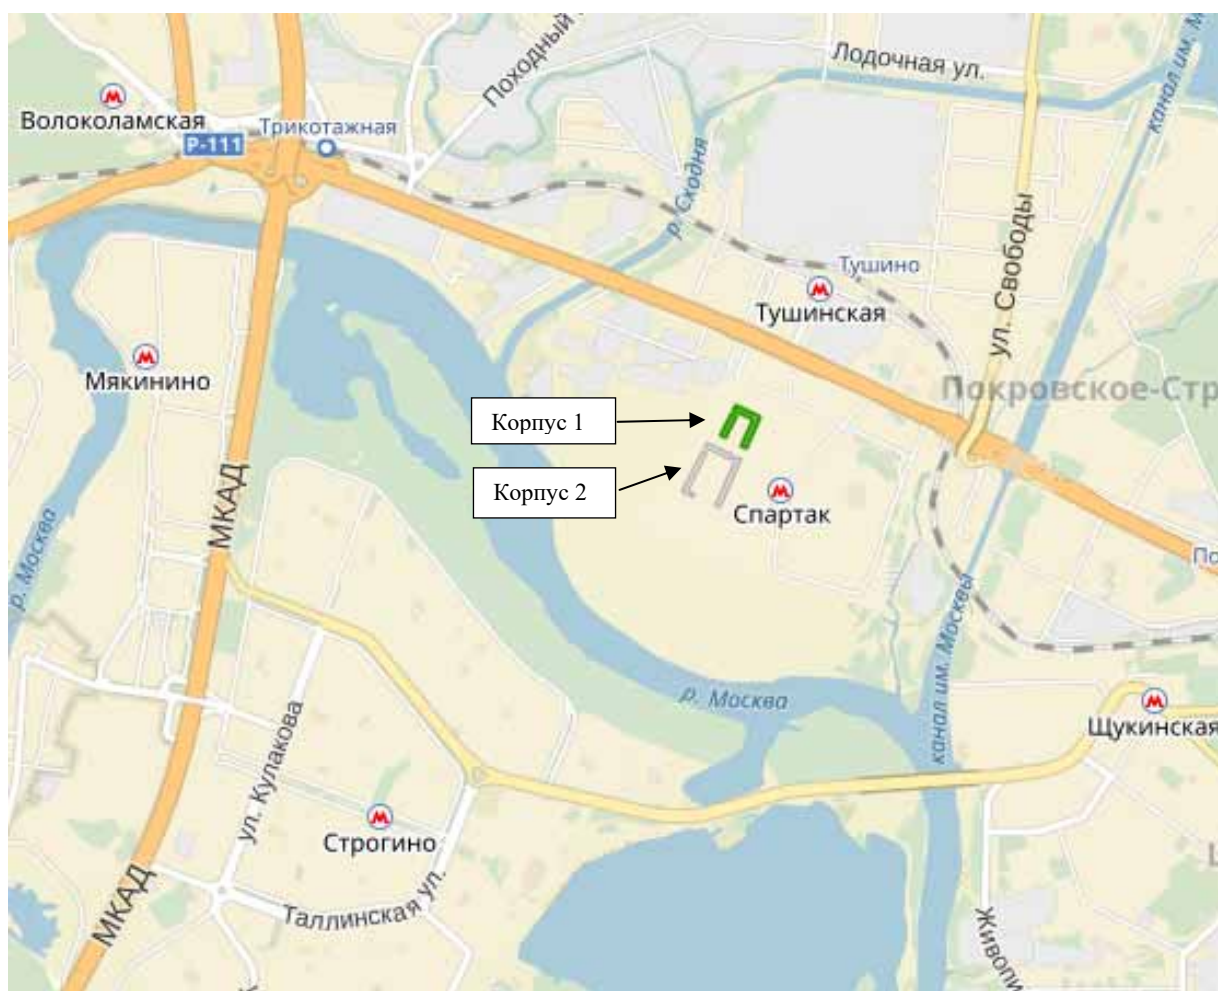 Походный
Лодочная ул.
канал им. М
Волоколамская
Р-111
Трикотажная
р. Сходня
ул. Свободы
Тушино
Тушинская
Мякинино
Покровское-Стр
Корпус 1
Корпус 2
Спартак
МКАД
р. Москва
По
канал им. Москвы
р. Москва
Щукинская
ул. Кулакова
Строгино
Таллинская ул.
МКАД
Живопи